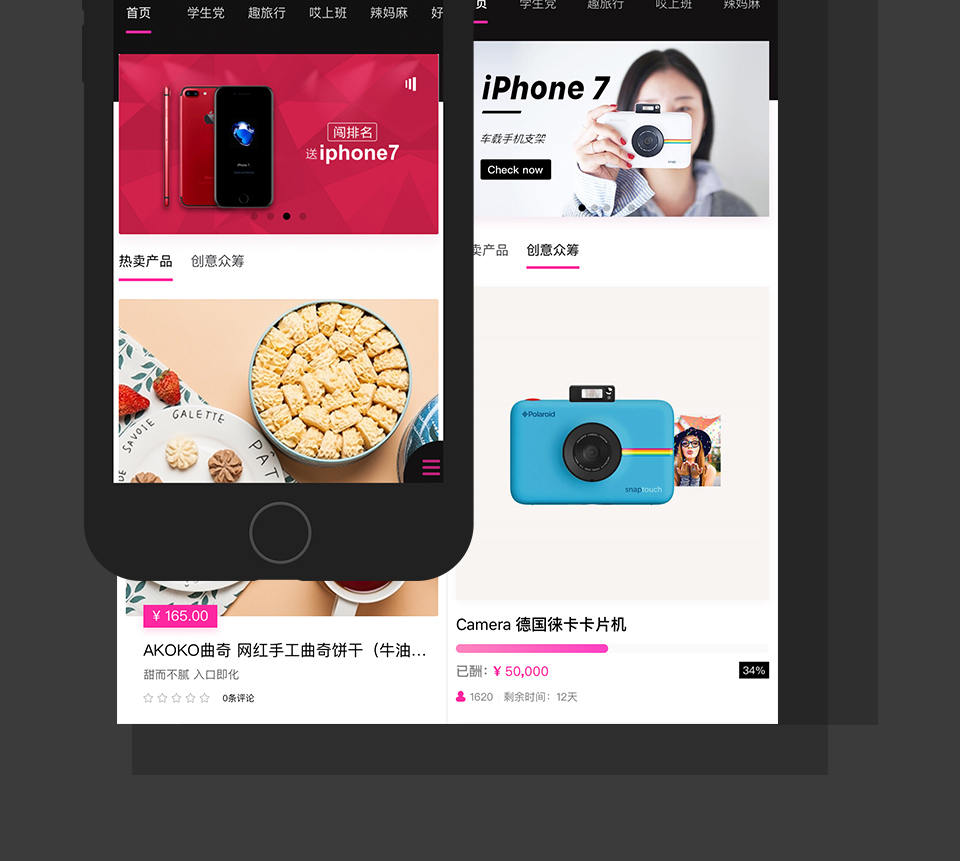 首页 学生党 趣旅行 哎上班 辣妈麻 好
闯排名
送iphone7
热卖产品 创意众筹
GALETTE
SAVOIE
PAT
DE
¥ 165.00
AKOKO曲奇 网红手工曲奇饼干（牛油...
甜而不腻 入口即化
0条评论
页 学生党 趣旅行 哎上班 辣妈麻
iPhone 7
车载手机支架
Check now
snap
卖产品 创意众筹
Polaroid
snaptouch
Camera 德国徕卡卡片机
已酬：¥ 50,000 34%
1620 剩余时间：12天